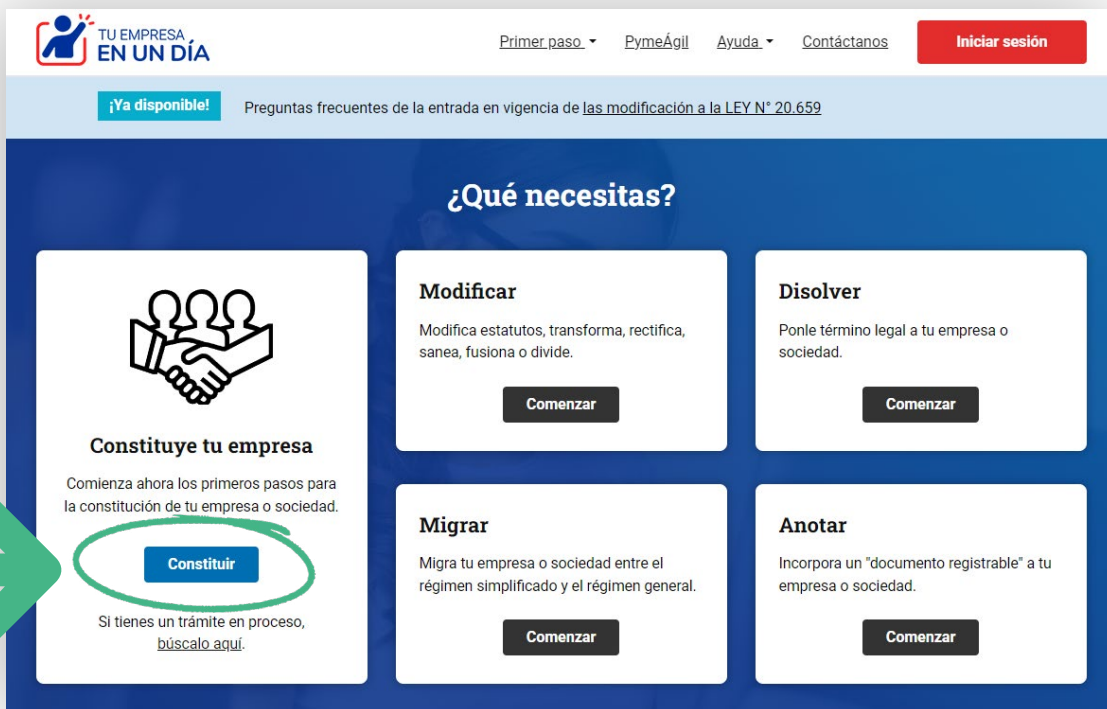 TU EMPRESA
EN UN DÍA
Primer paso
PymeÁgil
Ayuda
Contáctanos
Iniciar sesión
¡Ya disponible!
Preguntas frecuentes de la entrada en vigencia de las modificación a la LEY N° 20.659
¿Qué necesitas?
Constituye tu empresa
Comienza ahora los primeros pasos para
la constitución de tu empresa o sociedad.
Constituir
Si tienes un trámite en proceso,
búscalo aquí.
Modificar
Modifica estatutos, transforma, rectifica,
sanea, fusiona o divide.
Comenzar
Disolver
Ponle término legal a tu empresa o
sociedad.
Comenzar
Migrar
Migra tu empresa o sociedad entre el
régimen simplificado y el régimen general.
Comenzar
Anotar
Incorpora un "documento registrable" a tu
empresa o sociedad.
Comenzar